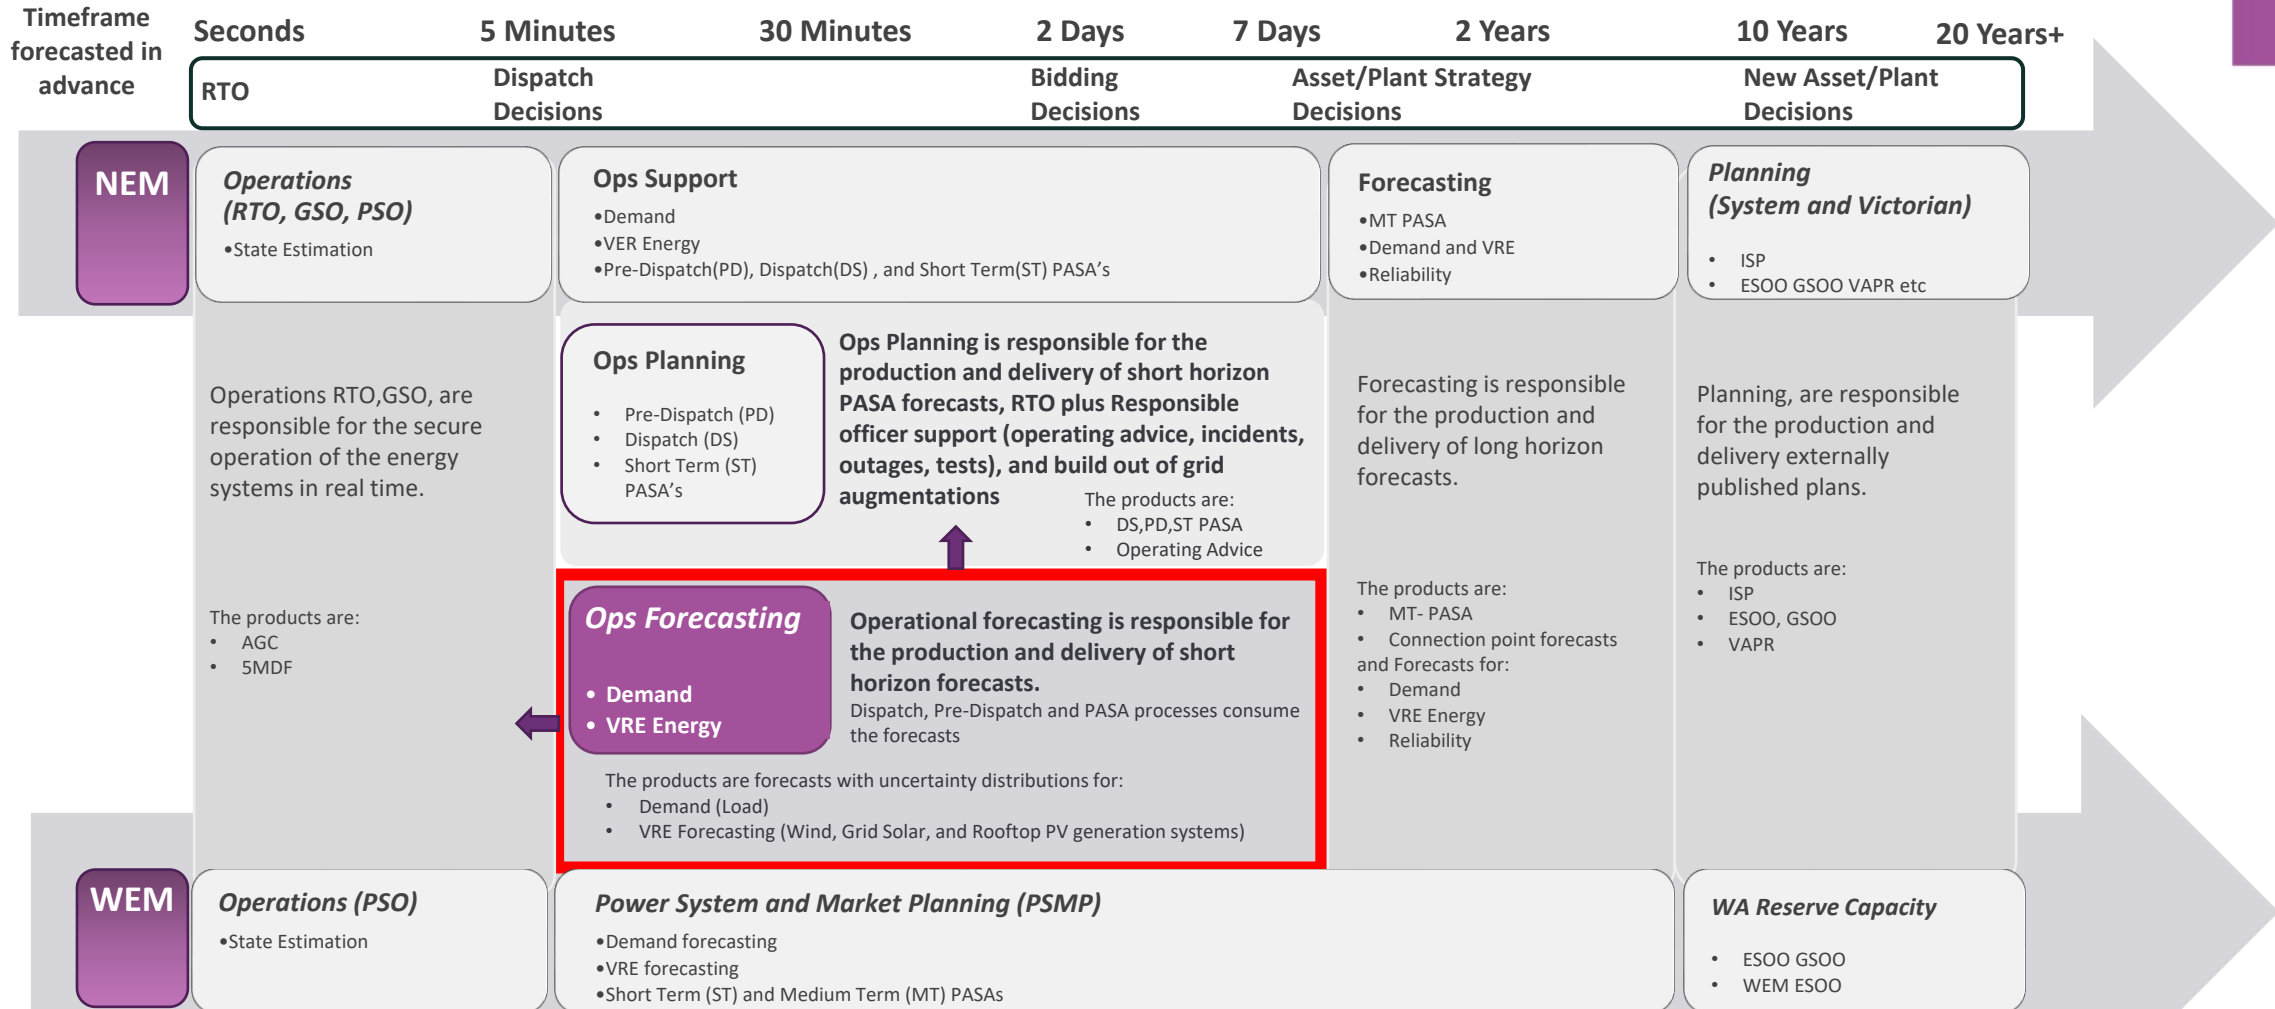 Timeframe
forecasted in
advance
Seconds
5 Minutes
30 Minutes
2 Days
7 Days
2 Years
10 Years
20 Years+
RTO
Dispatch
Decisions
Bidding
Decisions
Asset/Plant Strategy
Decisions
New Asset/Plant
Decisions
NEM
Operations
(RTO, GSO, PSO)
•State Estimation
Ops Support
•Demand
•VER Energy
•Pre-Dispatch(PD), Dispatch(DS) , and Short Term(ST) PASA’s
Forecasting
•MT PASA
•Demand and VRE
•Reliability
Planning
(System and Victorian)
• ISP
• ESOO GSOO VAPR etc
Operations RTO,GSO, are
responsible for the secure
operation of the energy
systems in real time.
The products are:
• AGC
• 5MDF
Ops Planning
• Pre-Dispatch (PD)
• Dispatch (DS)
• Short Term (ST)
PASA’s
Ops Planning is responsible for the
production and delivery of short horizon
PASA forecasts, RTO plus Responsible
officer support (operating advice, incidents,
outages, tests), and build out of grid
augmentations
The products are:
• DS,PD,ST PASA
• Operating Advice
Ops Forecasting
• Demand
• VRE Energy
Operational forecasting is responsible for
the production and delivery of short
horizon forecasts.
Dispatch, Pre-Dispatch and PASA processes consume
the forecasts
The products are forecasts with uncertainty distributions for:
• Demand (Load)
• VRE Forecasting (Wind, Grid Solar, and Rooftop PV generation systems)
Forecasting is responsible
for the production and
delivery of long horizon
forecasts.
The products are:
• MT- PASA
• Connection point forecasts
and Forecasts for:
• Demand
• VRE Energy
• Reliability
Planning, are responsible
for the production and
delivery externally
published plans.
The products are:
• ISP
• ESOO, GSOO
• VAPR
WEM
Operations (PSO)
•State Estimation
Power System and Market Planning (PSMP)
•Demand forecasting
•VRE forecasting
•Short Term (ST) and Medium Term (MT) PASAs
WA Reserve Capacity
• ESOO GSOO
• WEM ESOO